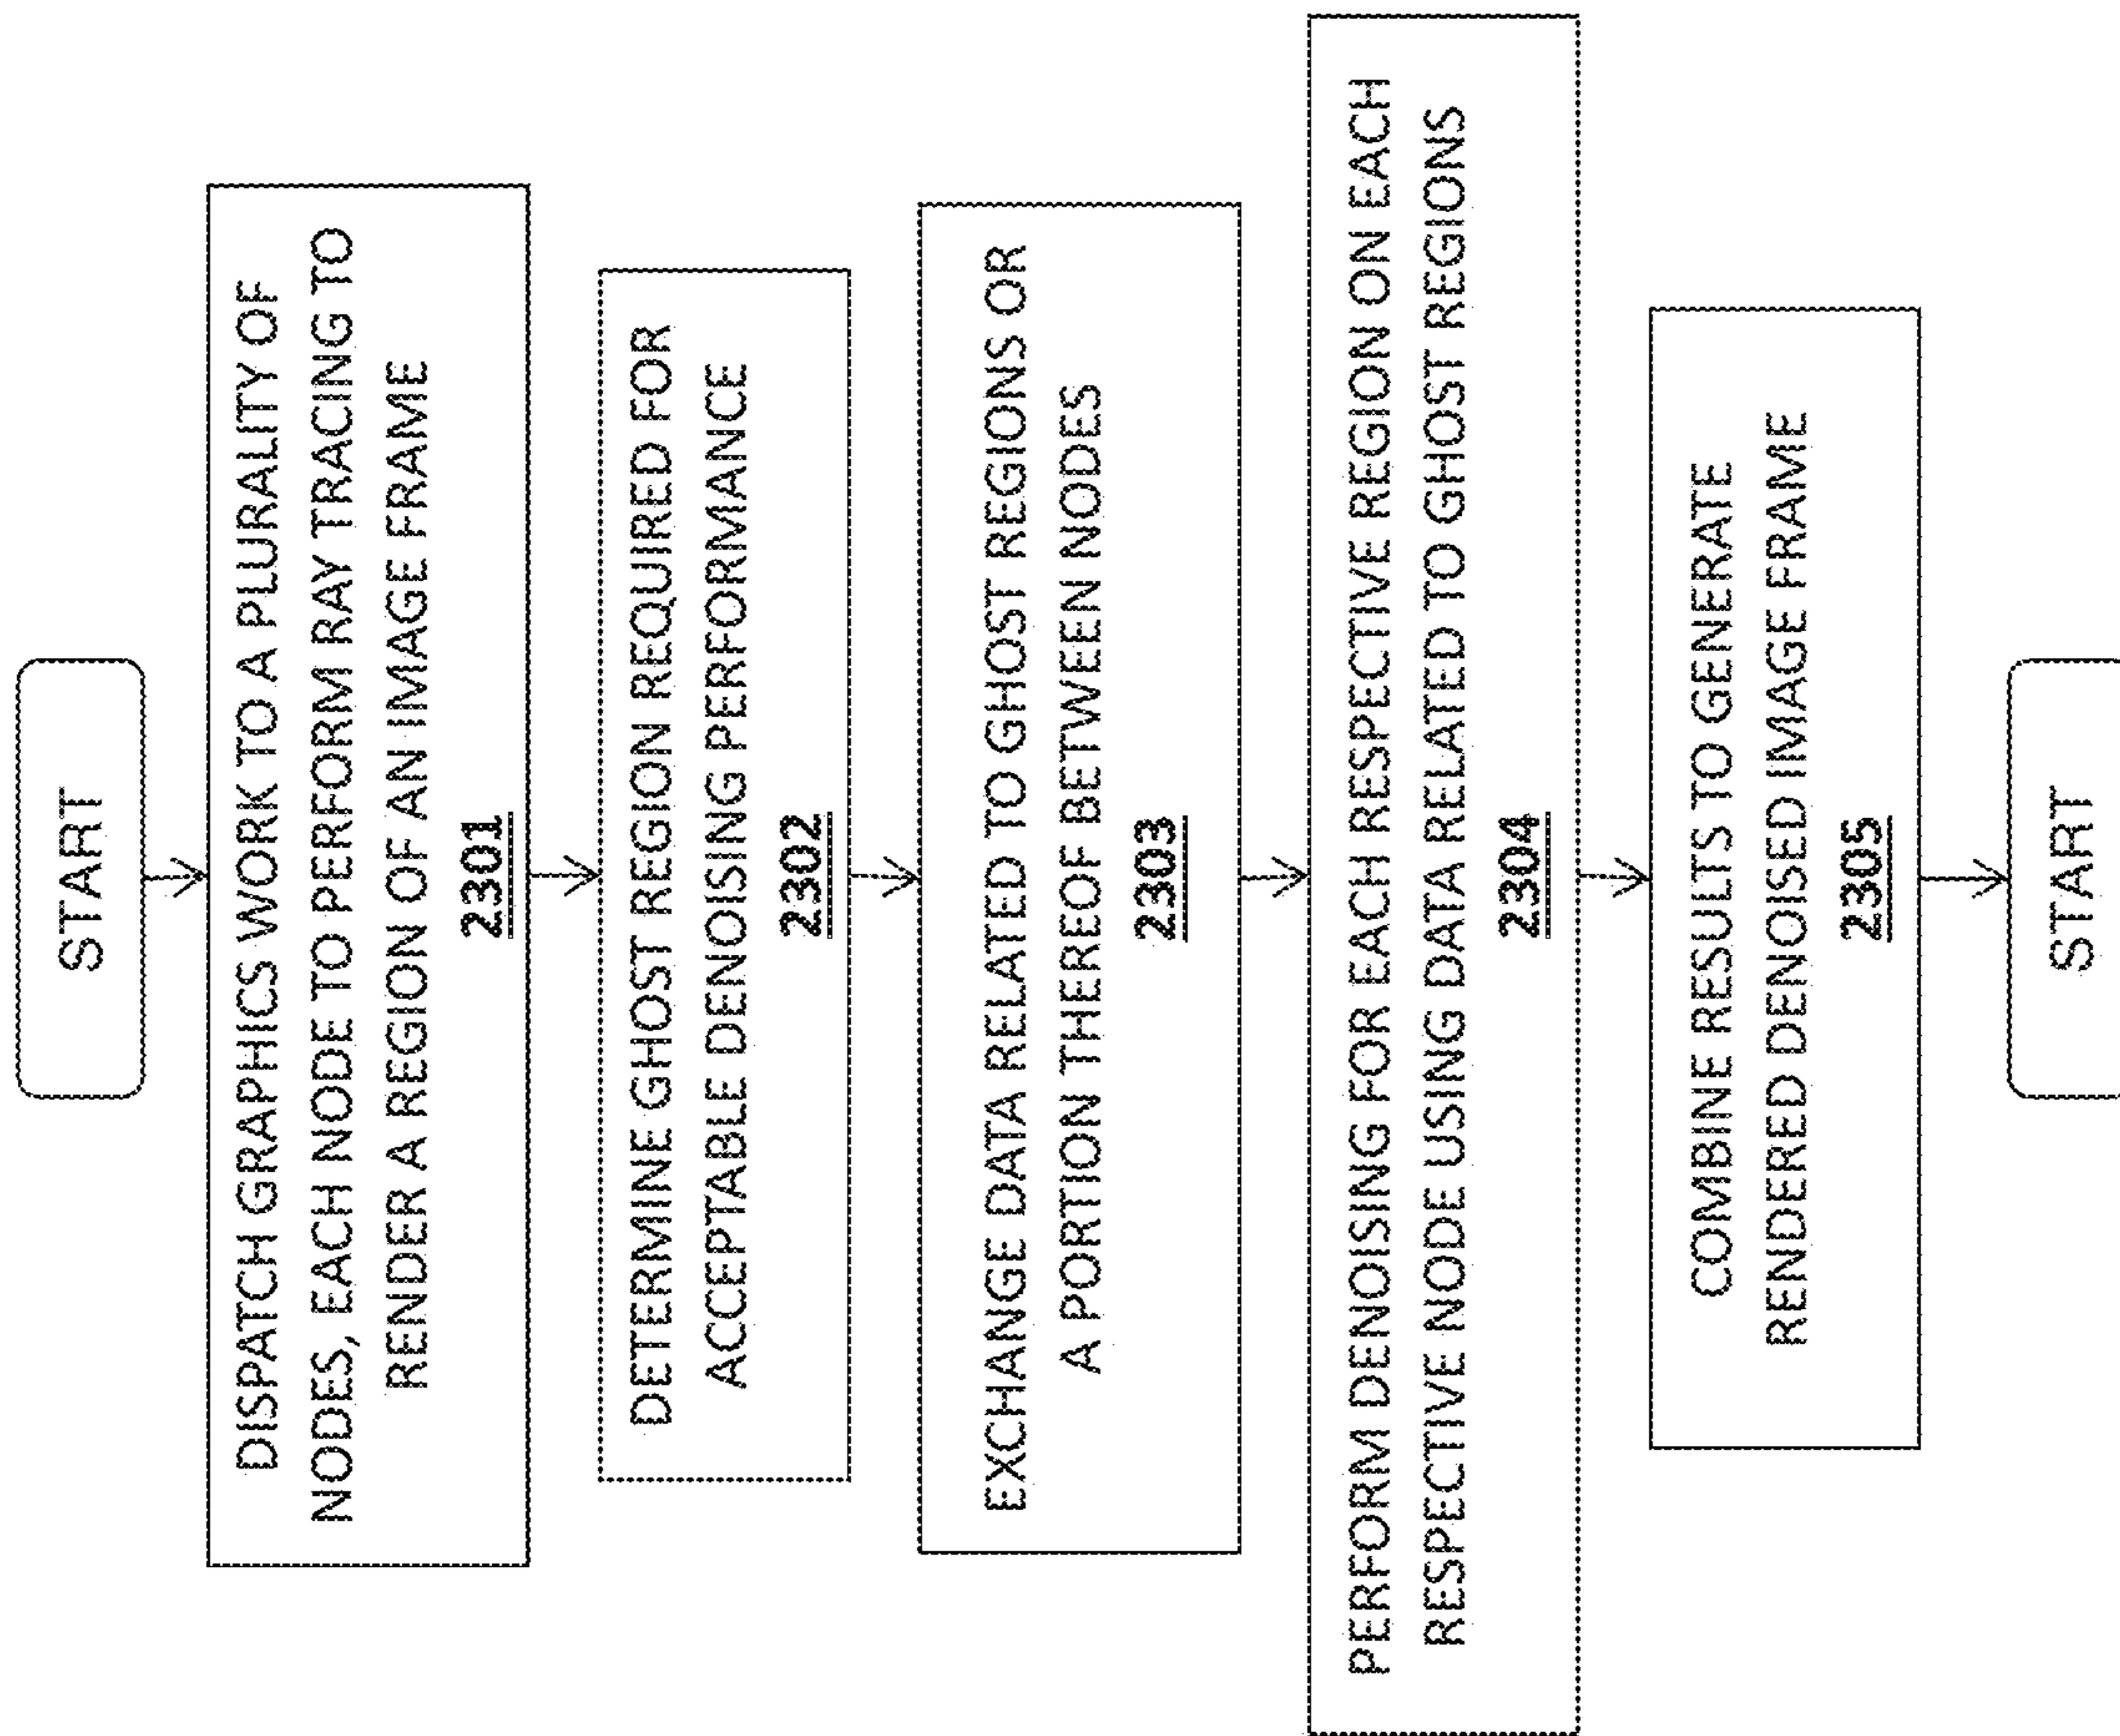 START
DISPATCH GRAPHICS WORK TO A PLURALITY OF
NODES, EACH NODE TO PERFORM RAY TRACING TO
RENDER A REGION OF AN IMAGE FRAME
2301
DETERMINE GHOST REGION REQUIRED FOR
ACCEPTABLE DENOISING PERFORMANCE
2302
EXCHANGE DATA RELATED TO GHOST REGIONS OR
A PORTION THEREOF BETWEEN NODES
2303
PERFORM DENOISING FOR EACH RESPECTIVE REGION ON EACH
RESPECTIVE NODE USING DATA RELATED TO GHOST REGIONS
2304
COMBINE RESULTS TO GENERATE
RENDERED DENOISED IMAGE FRAME
2305
START